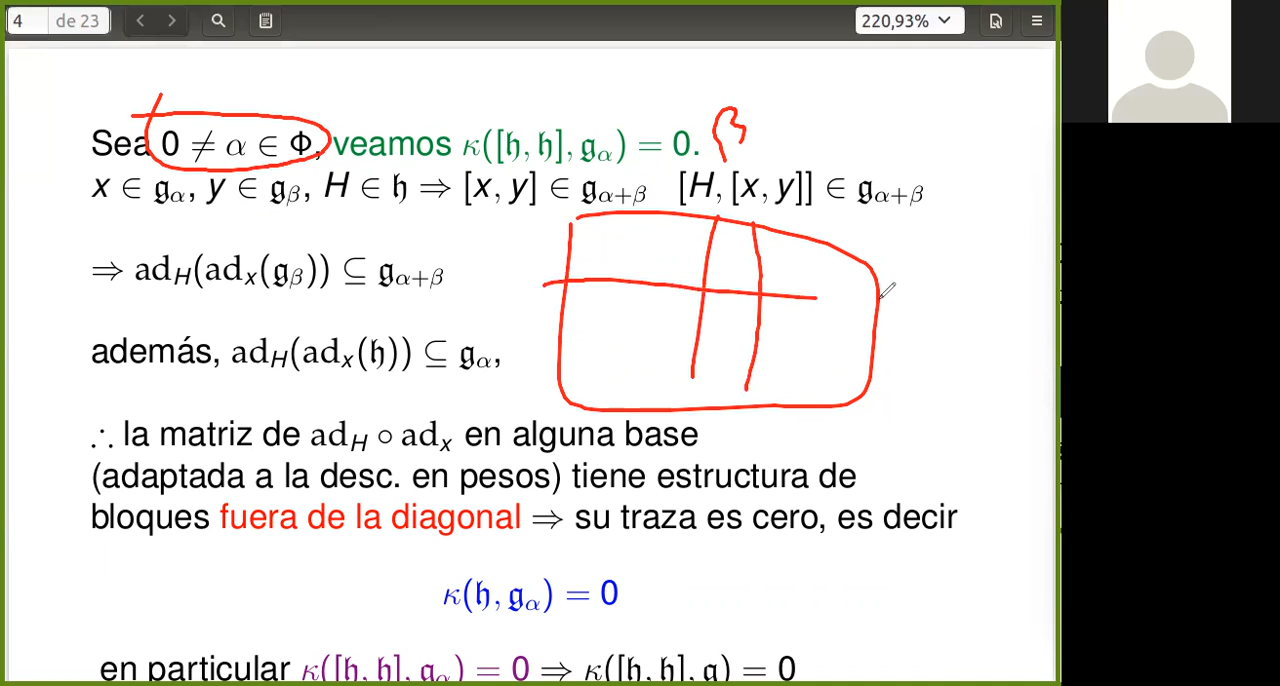 4 de 23 220,93%
Sea 0 ≠ α ∈ Φ, veamos κ([𝔥, 𝔥], 𝔤_α) = 0. β
x ∈ 𝔤_α, y ∈ 𝔤_β, H ∈ 𝔥 ⇒ [x, y] ∈ 𝔤_{α+β} [H, [x, y]] ∈ 𝔤_{α+β}
⇒ ad_H(ad_x(𝔤_β)) ⊆ 𝔤_{α+β}
además, ad_H(ad_x(𝔥)) ⊆ 𝔤_α,
∴ la matriz de ad_H ∘ ad_x en alguna base
(adaptada a la desc. en pesos) tiene estructura de
bloques fuera de la diagonal ⇒ su traza es cero, es decir
κ(𝔥, 𝔤_α) = 0
en particular κ([𝔥, 𝔥], 𝔤_α) = 0 ⇒ κ([𝔥, 𝔥], 𝔤) = 0